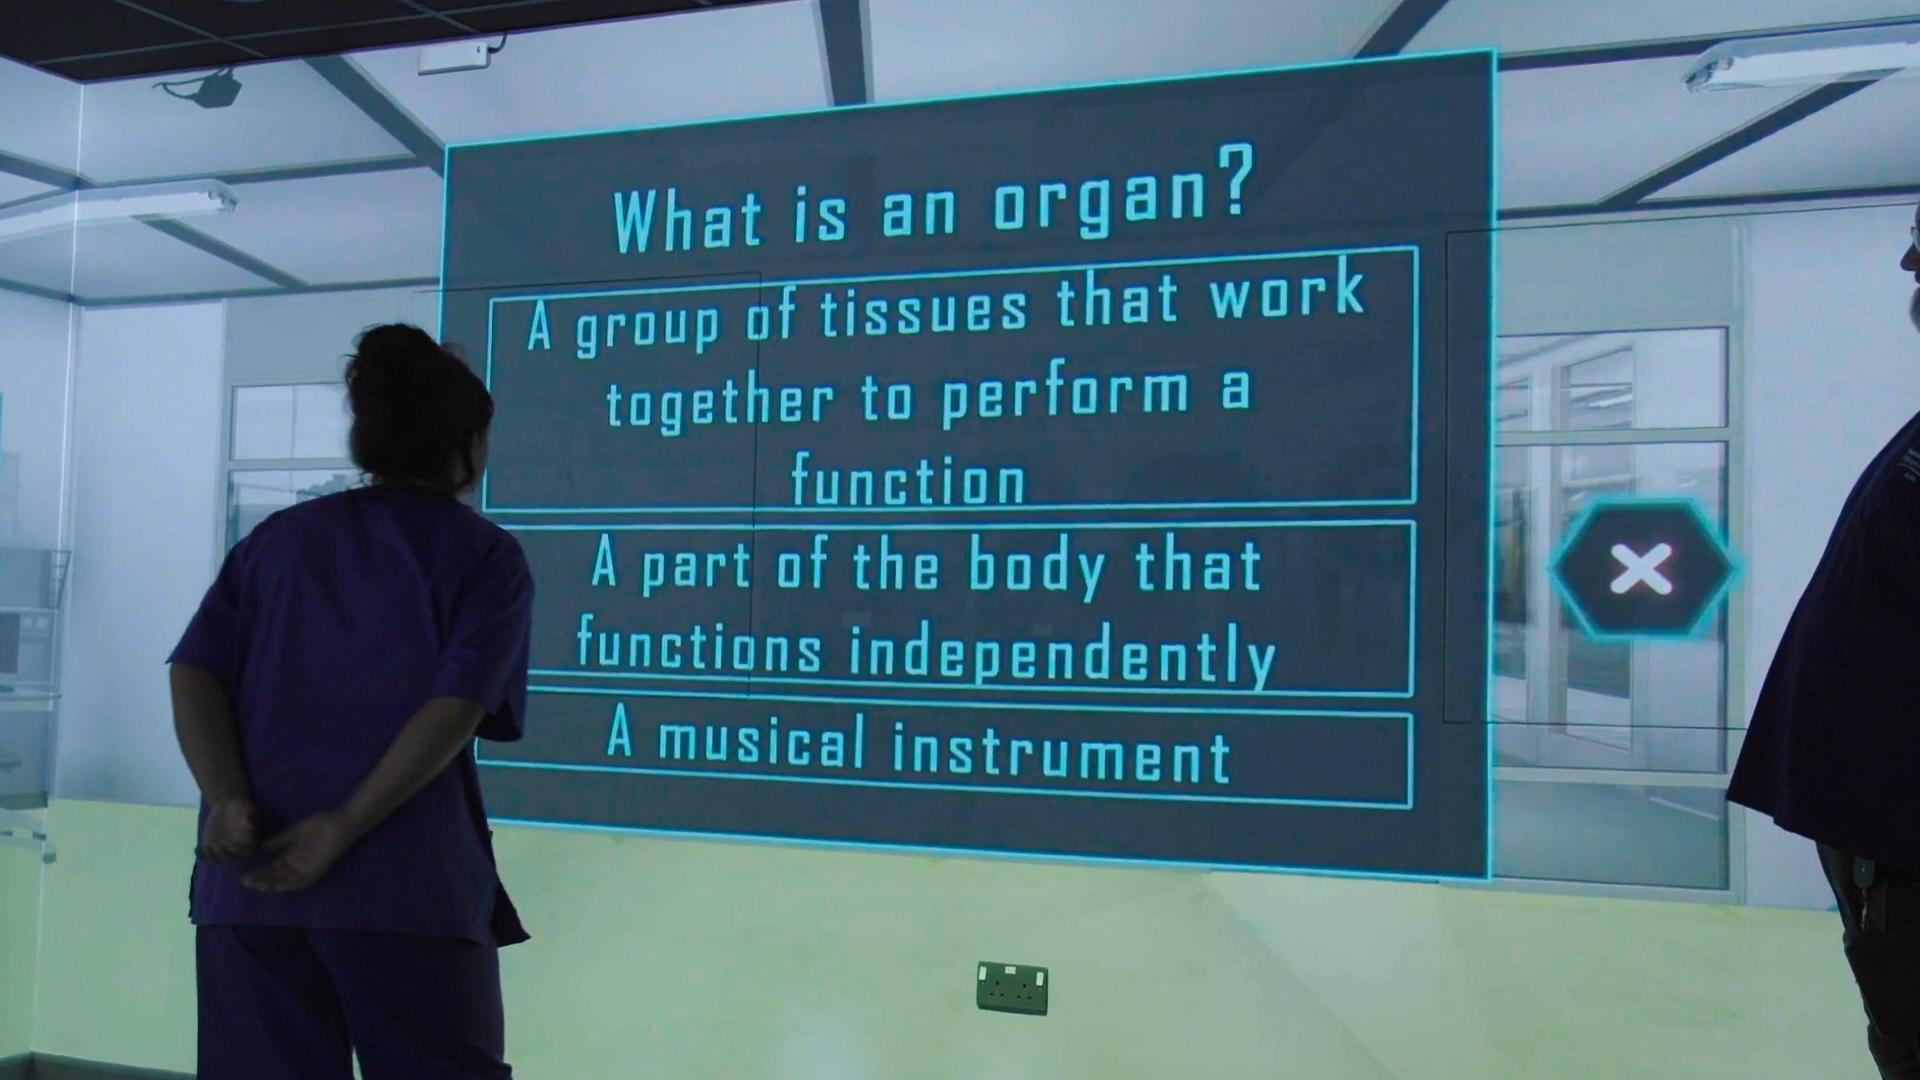 What is an organ?
A group of tissues that work
together to perform a
function
A part of the body that
functions independently
A musical instrument